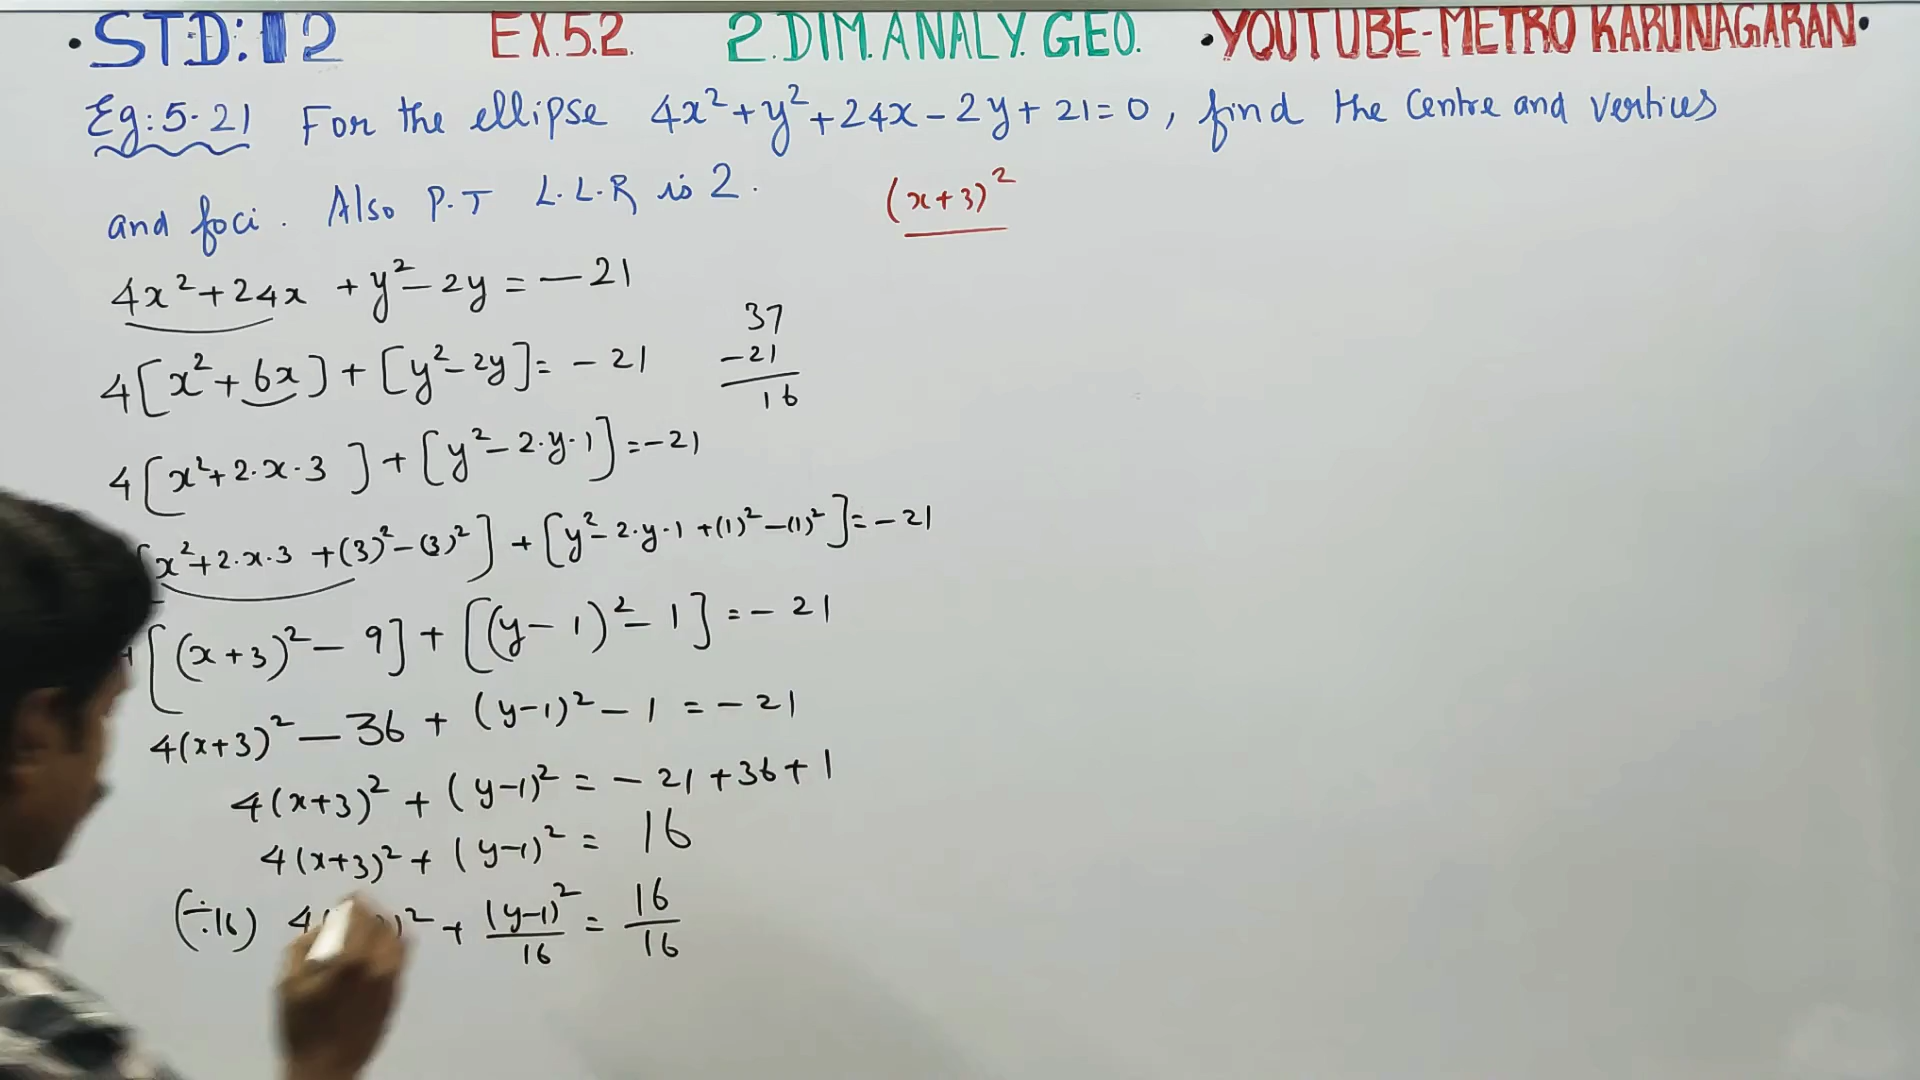 •STD: 12 EX.5.2. 2.DIM.ANALY.GEO. •YOUTUBE-METRO KARUNAGARAN•
Eg:5.21 For the ellipse 4x²+y²+24x-2y+21=0, find the Centre and vertices
and foci. Also P.T L.L.R is 2. (x+3)²
4x²+24x +y²-2y=-21
37
4[x²+6x]+[y²-2y]=-21 -21
16
4[x²+2.x.3 ]+[y²-2.y.1]=-21
[x²+2.x.3 +(3)²-(3)²]+[y²-2.y.1 +(1)²-(1)²]=-21
[(x+3)²-9]+[(y-1)²-1]=-21
4(x+3)²-36+(y-1)²-1=-21
4(x+3)²+(y-1)²=-21+36+1
4(x+3)²+(y-1)²= 16
(÷16) 4( )²+(y-1)²/16=16/16